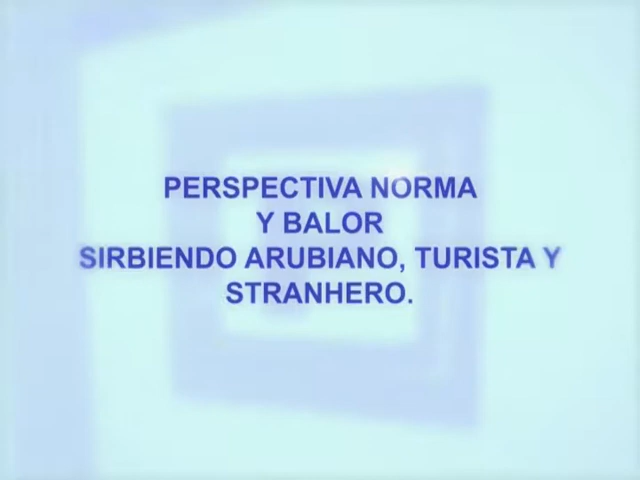 PERSPECTIVA NORMA
Y BALOR
SIRBIENDO ARUBIANO, TURISTA Y
STRANHERO.